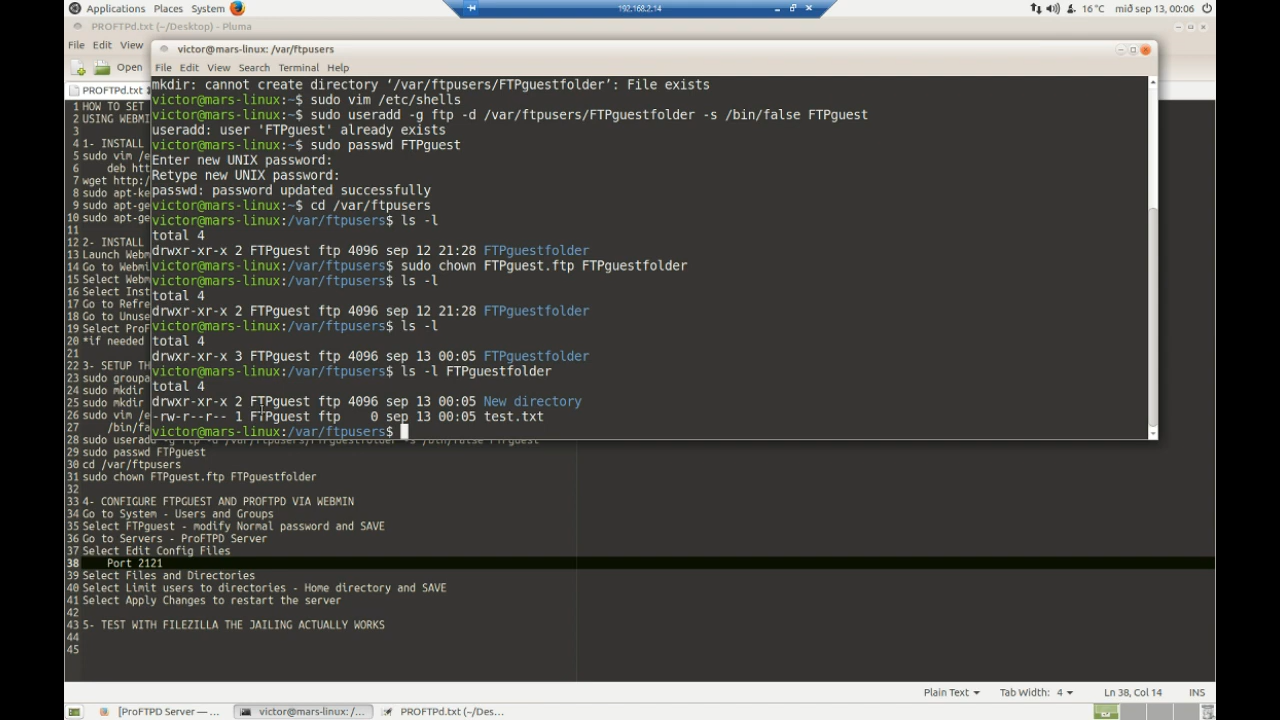 Applications Places System
192.168.2.14
16 °C mið sep 13, 00:06
PROFTPd.txt (~/Desktop) - Pluma
File Edit View
Open
PROFTPd.txt
victor@mars-linux: /var/ftpusers
File Edit View Search Terminal Help
mkdir: cannot create directory ‘/var/ftpusers/FTPguestfolder’: File exists
victor@mars-linux:~$ sudo vim /etc/shells
victor@mars-linux:~$ sudo useradd -g ftp -d /var/ftpusers/FTPguestfolder -s /bin/false FTPguest
useradd: user 'FTPguest' already exists
victor@mars-linux:~$ sudo passwd FTPguest
Enter new UNIX password:
Retype new UNIX password:
passwd: password updated successfully
victor@mars-linux:~$ cd /var/ftpusers
victor@mars-linux:/var/ftpusers$ ls -l
total 4
drwxr-xr-x 2 FTPguest ftp 4096 sep 12 21:28 FTPguestfolder
victor@mars-linux:/var/ftpusers$ sudo chown FTPguest.ftp FTPguestfolder
victor@mars-linux:/var/ftpusers$ ls -l
total 4
drwxr-xr-x 2 FTPguest ftp 4096 sep 12 21:28 FTPguestfolder
victor@mars-linux:/var/ftpusers$ ls -l
total 4
drwxr-xr-x 3 FTPguest ftp 4096 sep 13 00:05 FTPguestfolder
victor@mars-linux:/var/ftpusers$ ls -l FTPguestfolder
total 4
drwxr-xr-x 2 FTPguest ftp 4096 sep 13 00:05 New directory
-rw-r--r-- 1 FTPguest ftp 0 sep 13 00:05 test.txt
victor@mars-linux:/var/ftpusers$
1 HOW TO SET
2 USING WEBMI
3
4 1- INSTALL
5 sudo vim /e
6 deb htt
7 wget http:/
8 sudo apt-ke
9 sudo apt-ge
10 sudo apt-ge
11
12 2- INSTALL
13 Launch Webm
14 Go to Webmi
15 Select Webm
16 Select Inst
17 Go to Refre
18 Go to Unuse
19 Select ProF
20 *if needed
21
22 3- SETUP TH
23 sudo groupa
24 sudo mkdir
25 sudo mkdir
26 sudo vim /e
27 /bin/fa
28 sudo useradd -g ftp -d /var/ftpusers/FTPguestfolder -s /bin/false FTPguest
29 sudo passwd FTPguest
30 cd /var/ftpusers
31 sudo chown FTPguest.ftp FTPguestfolder
32
33 4- CONFIGURE FTPGUEST AND PROFTPD VIA WEBMIN
34 Go to System - Users and Groups
35 Select FTPguest - modify Normal password and SAVE
36 Go to Servers - ProFTPD Server
37 Select Edit Config Files
38 Port 2121
39 Select Files and Directories
40 Select Limit users to directories - Home directory and SAVE
41 Select Apply Changes to restart the server
42
43 5- TEST WITH FILEZILLA THE JAILING ACTUALLY WORKS
44
45
Plain Text Tab Width: 4 Ln 38, Col 14 INS
[ProFTPD Server — ... victor@mars-linux: /... PROFTPd.txt (~/Des...